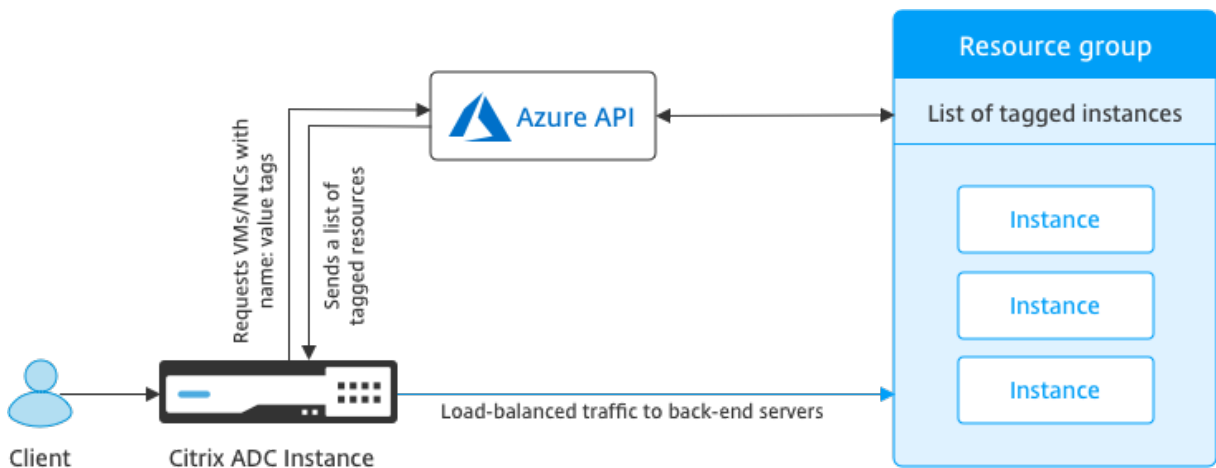 Resource group
List of tagged instances
Instance
Instance
Instance
Azure API
Requests VMs/NICs with
name: value tags
Sends a list of
tagged resources
Load-balanced traffic to back-end servers
Client
Citrix ADC Instance